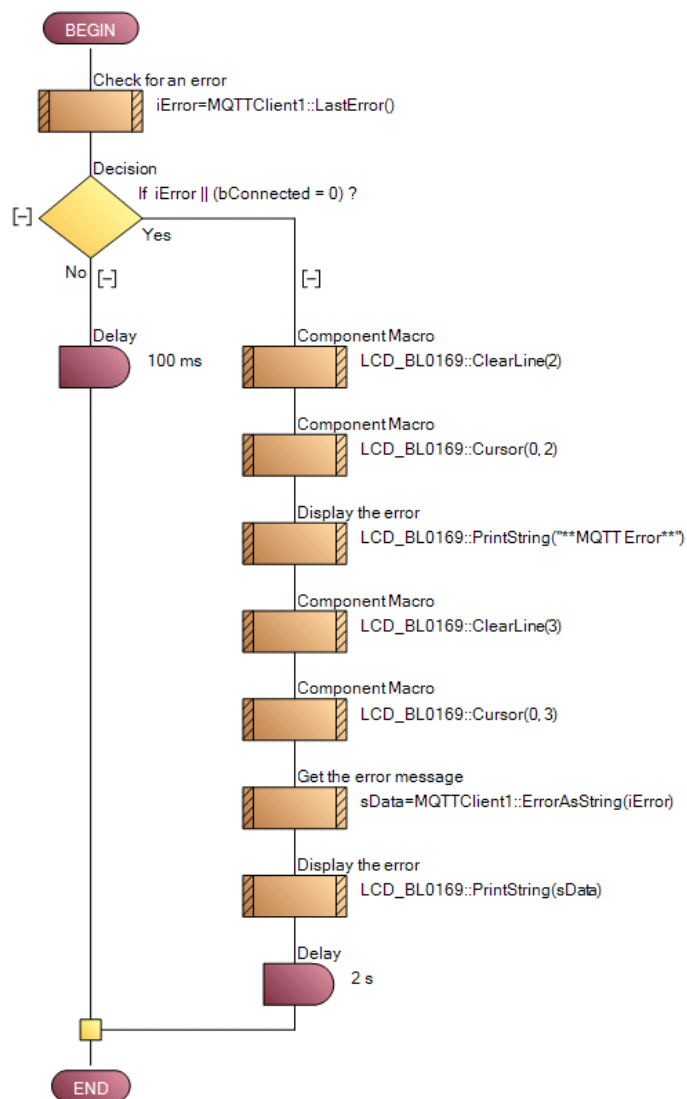 BEGIN
Check for an error
iError=MQTTClient1::LastError()
Decision
If iError || (bConnected = 0) ?
[-]
Yes
No
[-]
[-]
Delay
100 ms
Component Macro
LCD_BL0169::ClearLine(2)
Component Macro
LCD_BL0169::Cursor(0, 2)
Display the error
LCD_BL0169::PrintString("**MQTT Error**")
Component Macro
LCD_BL0169::ClearLine(3)
Component Macro
LCD_BL0169::Cursor(0, 3)
Get the error message
sData=MQTTClient1::ErrorAsString(iError)
Display the error
LCD_BL0169::PrintString(sData)
Delay
2 s
END